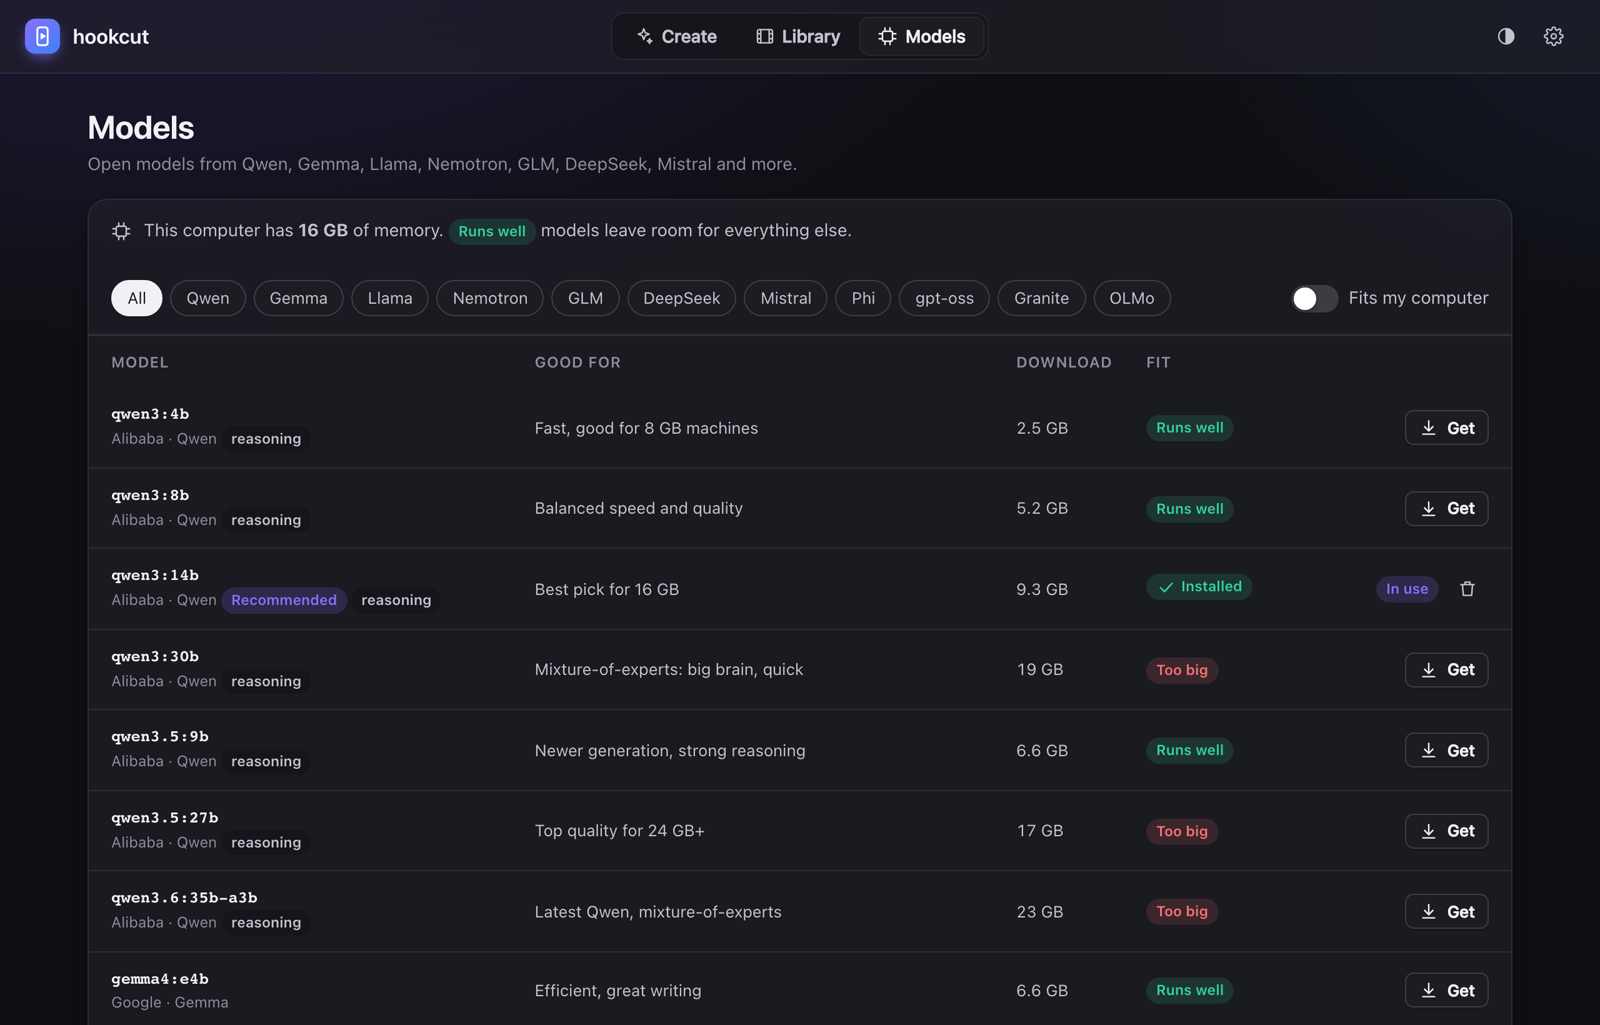 hookcut
Create Library Models
Models
Open models from Qwen, Gemma, Llama, Nemotron, GLM, DeepSeek, Mistral and more.
This computer has 16 GB of memory. Runs well models leave room for everything else.
All Qwen Gemma Llama Nemotron GLM DeepSeek Mistral Phi gpt-oss Granite OLMo Fits my computer
MODEL GOOD FOR DOWNLOAD FIT
qwen3:4b
Alibaba · Qwen reasoning
Fast, good for 8 GB machines 2.5 GB Runs well Get
qwen3:8b
Alibaba · Qwen reasoning
Balanced speed and quality 5.2 GB Runs well Get
qwen3:14b
Alibaba · Qwen Recommended reasoning
Best pick for 16 GB 9.3 GB Installed In use
qwen3:30b
Alibaba · Qwen reasoning
Mixture-of-experts: big brain, quick 19 GB Too big Get
qwen3.5:9b
Alibaba · Qwen reasoning
Newer generation, strong reasoning 6.6 GB Runs well Get
qwen3.5:27b
Alibaba · Qwen reasoning
Top quality for 24 GB+ 17 GB Too big Get
qwen3.6:35b-a3b
Alibaba · Qwen reasoning
Latest Qwen, mixture-of-experts 23 GB Too big Get
gemma4:e4b
Google · Gemma
Efficient, great writing 6.6 GB Runs well Get